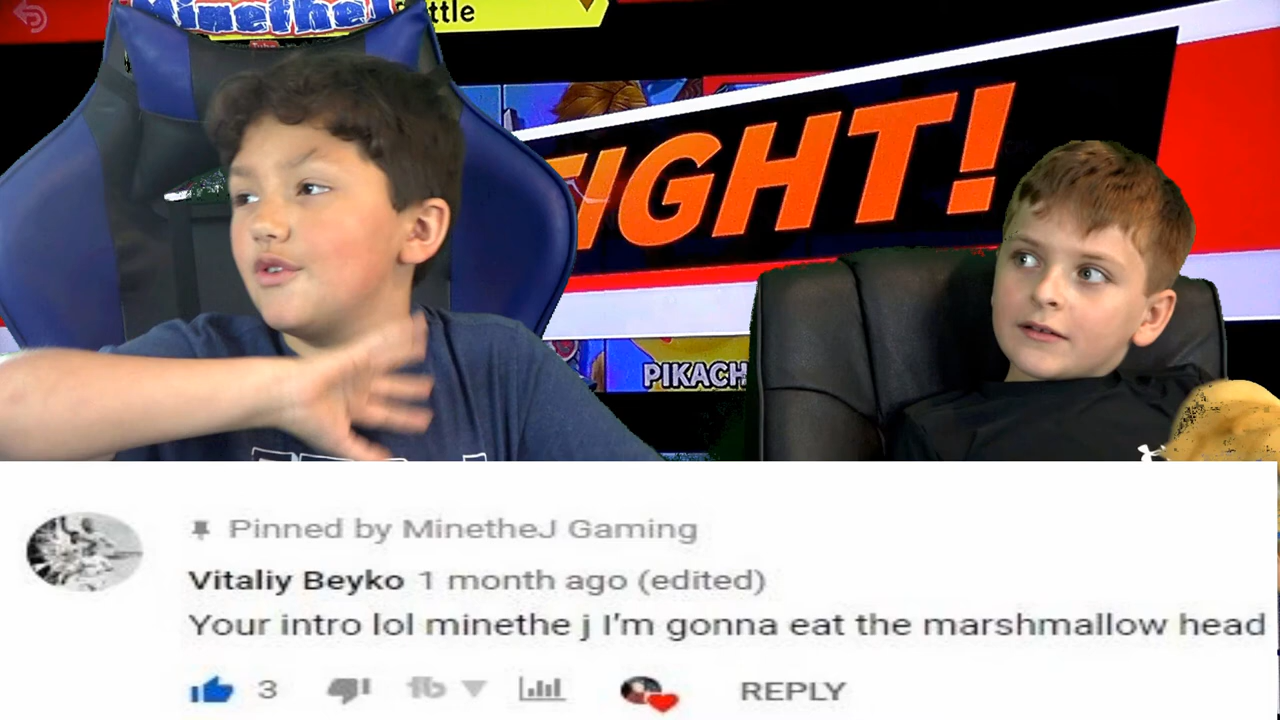 MinetheJ
ttle
FIGHT!
PIKACH
Pinned by MinetheJ Gaming
Vitaliy Beyko 1 month ago (edited)
Your intro lol minethe j I'm gonna eat the marshmallow head
3
REPLY